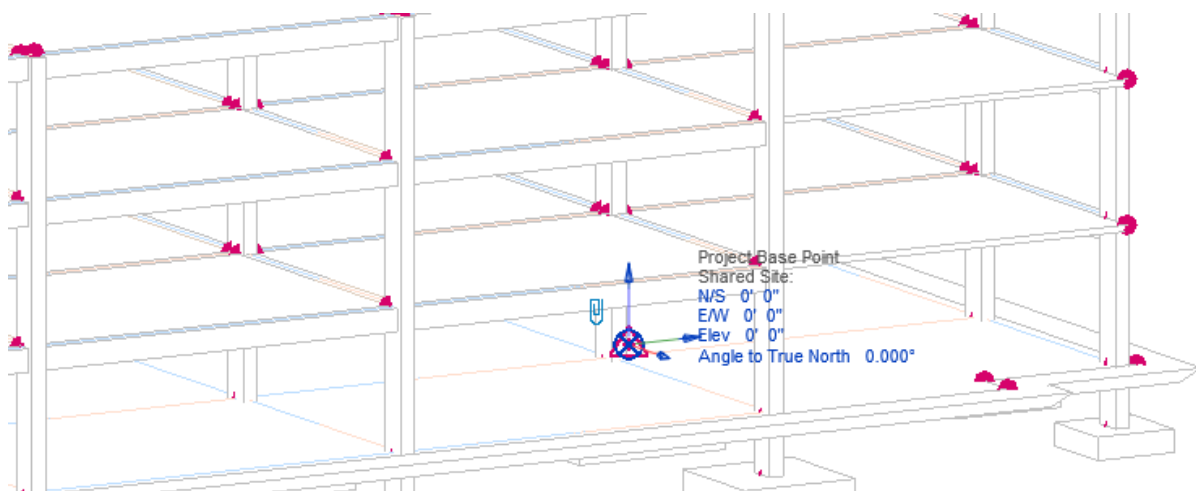 Project Base Point
Shared Site:
N/S 0' 0"
E/W 0' 0"
Elev 0' 0"
Angle to True North 0.000°